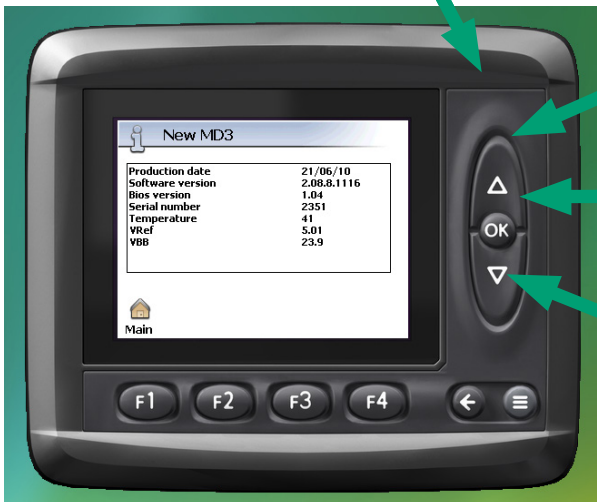 New MD3
Production date 21/06/10
Software version 2.08.8.1116
Bios version 1.04
Serial number 2351
Temperature 41
VRef 5.01
VBB 23.9
Main
OK
F1 F2 F3 F4